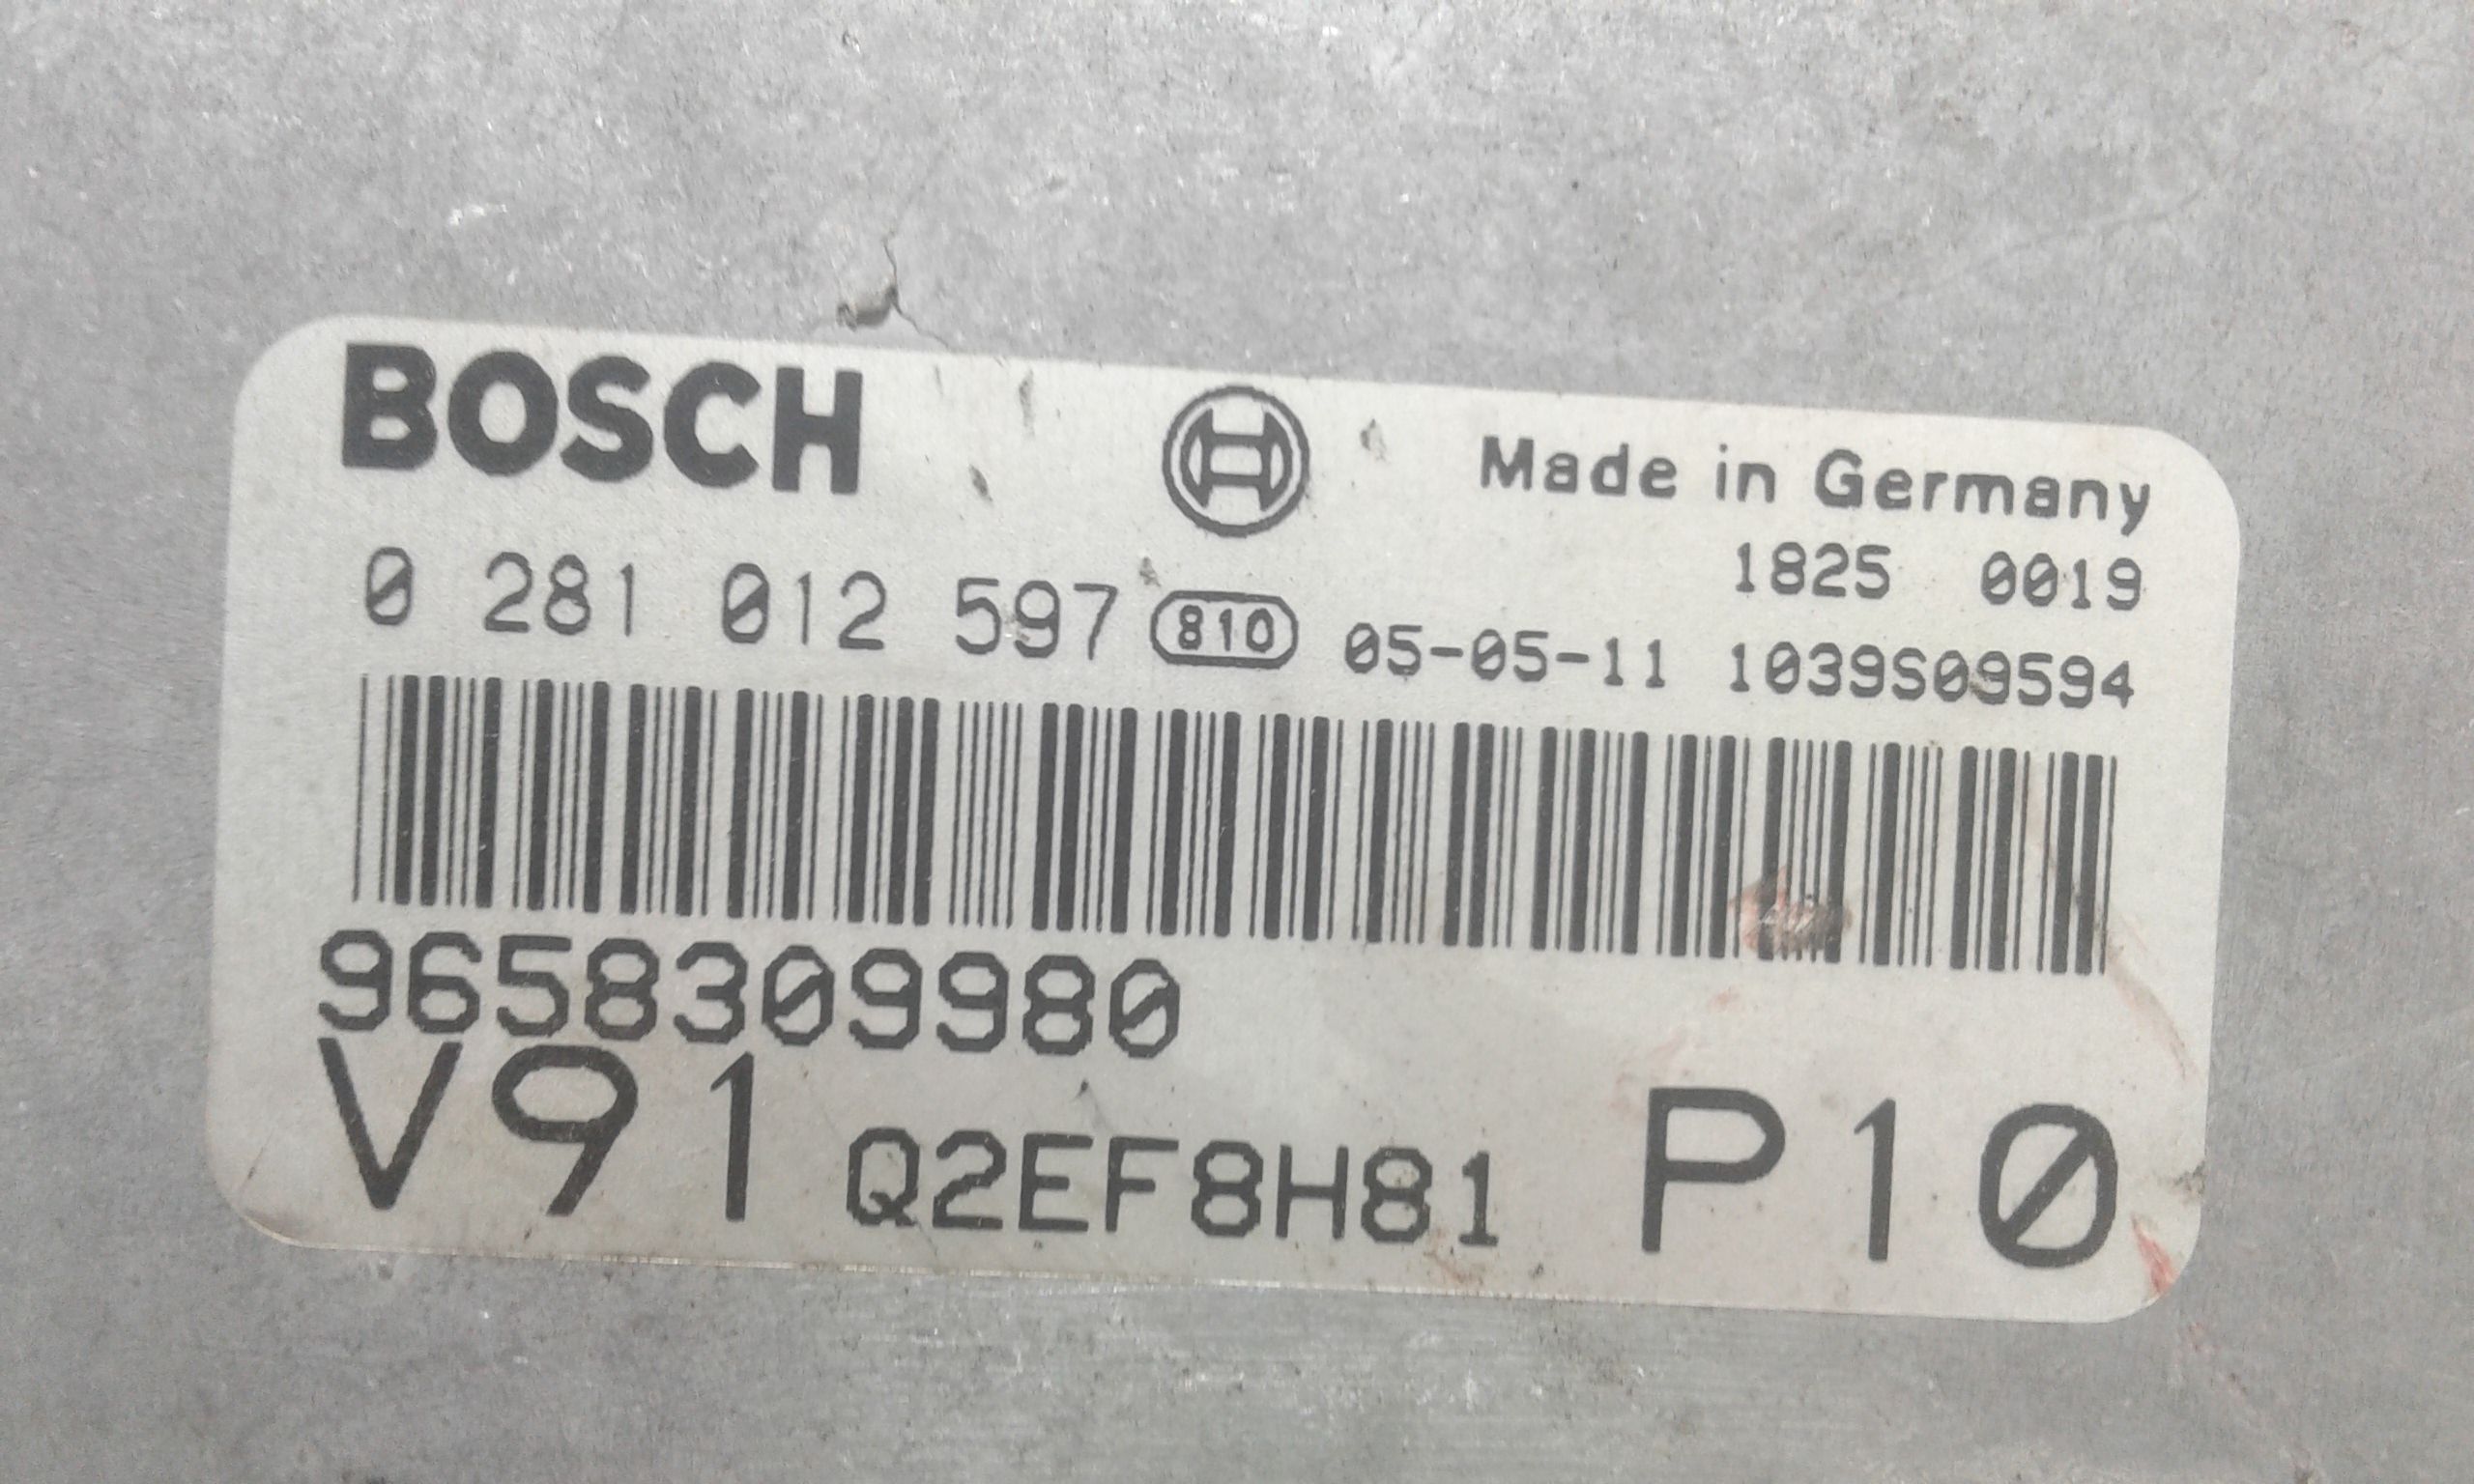 BOSCH
Made in Germany
1825 0019
0 281 012 597 810 05-05-11 1039S09594
9658309980
V91 Q2EF8H81 P10